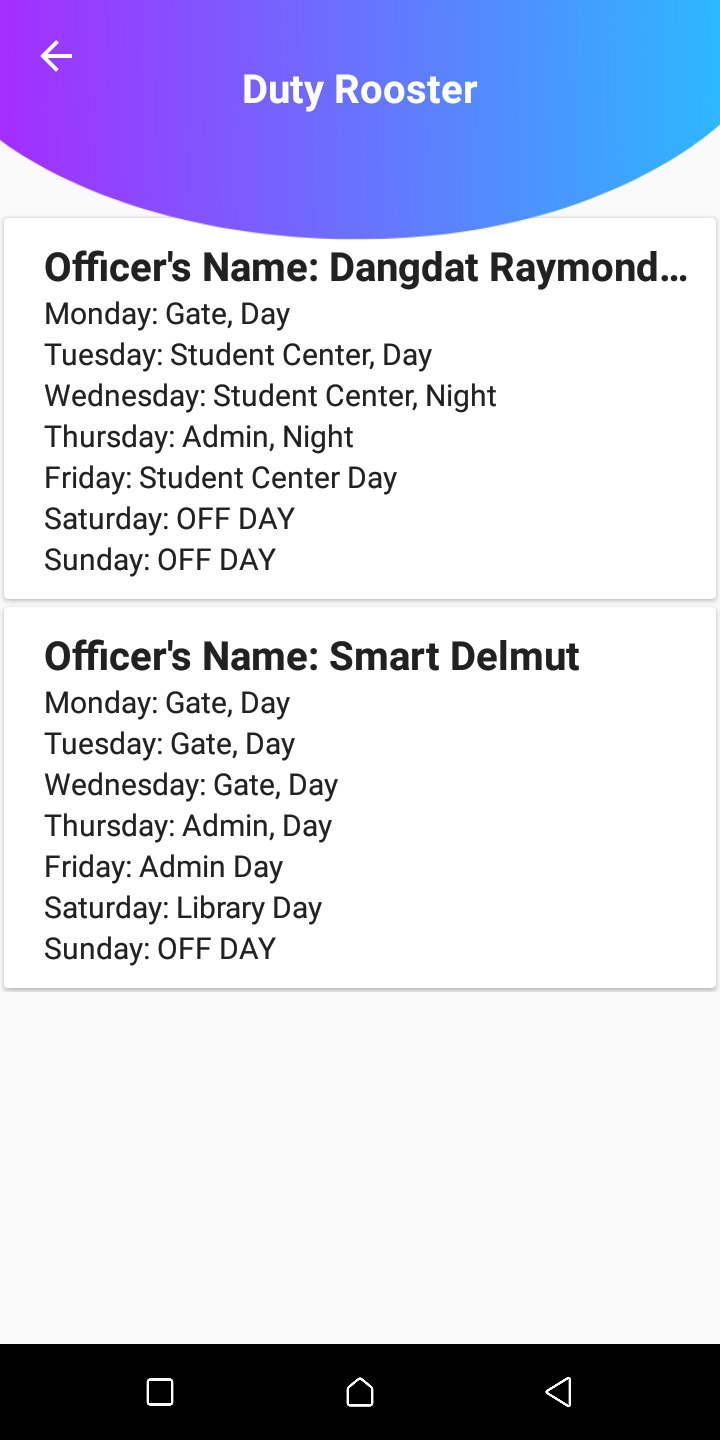 Duty Rooster
Officer's Name: Dangdat Raymond...
Monday: Gate, Day
Tuesday: Student Center, Day
Wednesday: Student Center, Night
Thursday: Admin, Night
Friday: Student Center Day
Saturday: OFF DAY
Sunday: OFF DAY
Officer's Name: Smart Delmut
Monday: Gate, Day
Tuesday: Gate, Day
Wednesday: Gate, Day
Thursday: Admin, Day
Friday: Admin Day
Saturday: Library Day
Sunday: OFF DAY